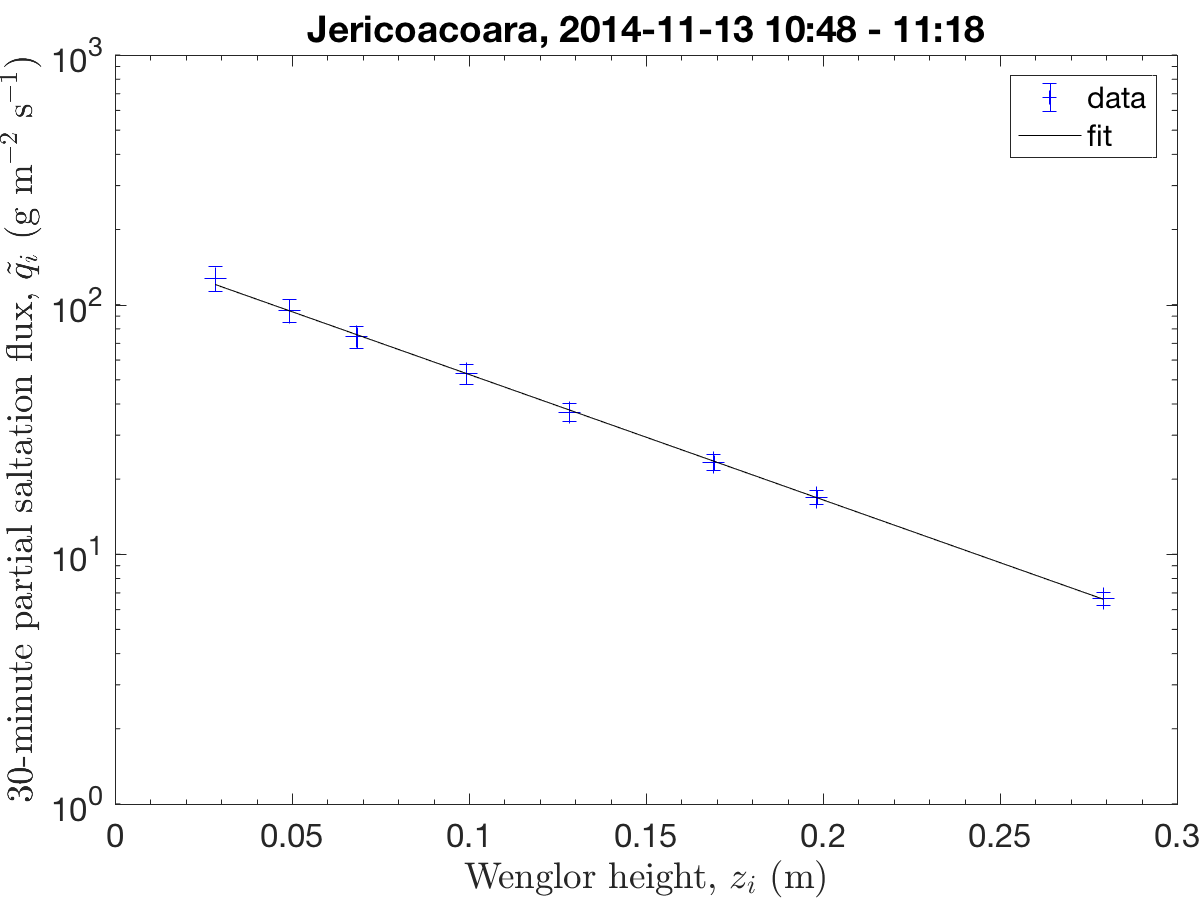 Jericoacoara, 2014-11-13 10:48 - 11:18
30-minute partial saltation flux, q̃ᵢ (g m⁻² s⁻¹)
10³
10²
10¹
10⁰
data
fit
0 0.05 0.1 0.15 0.2 0.25 0.3
Wenglor height, zᵢ (m)